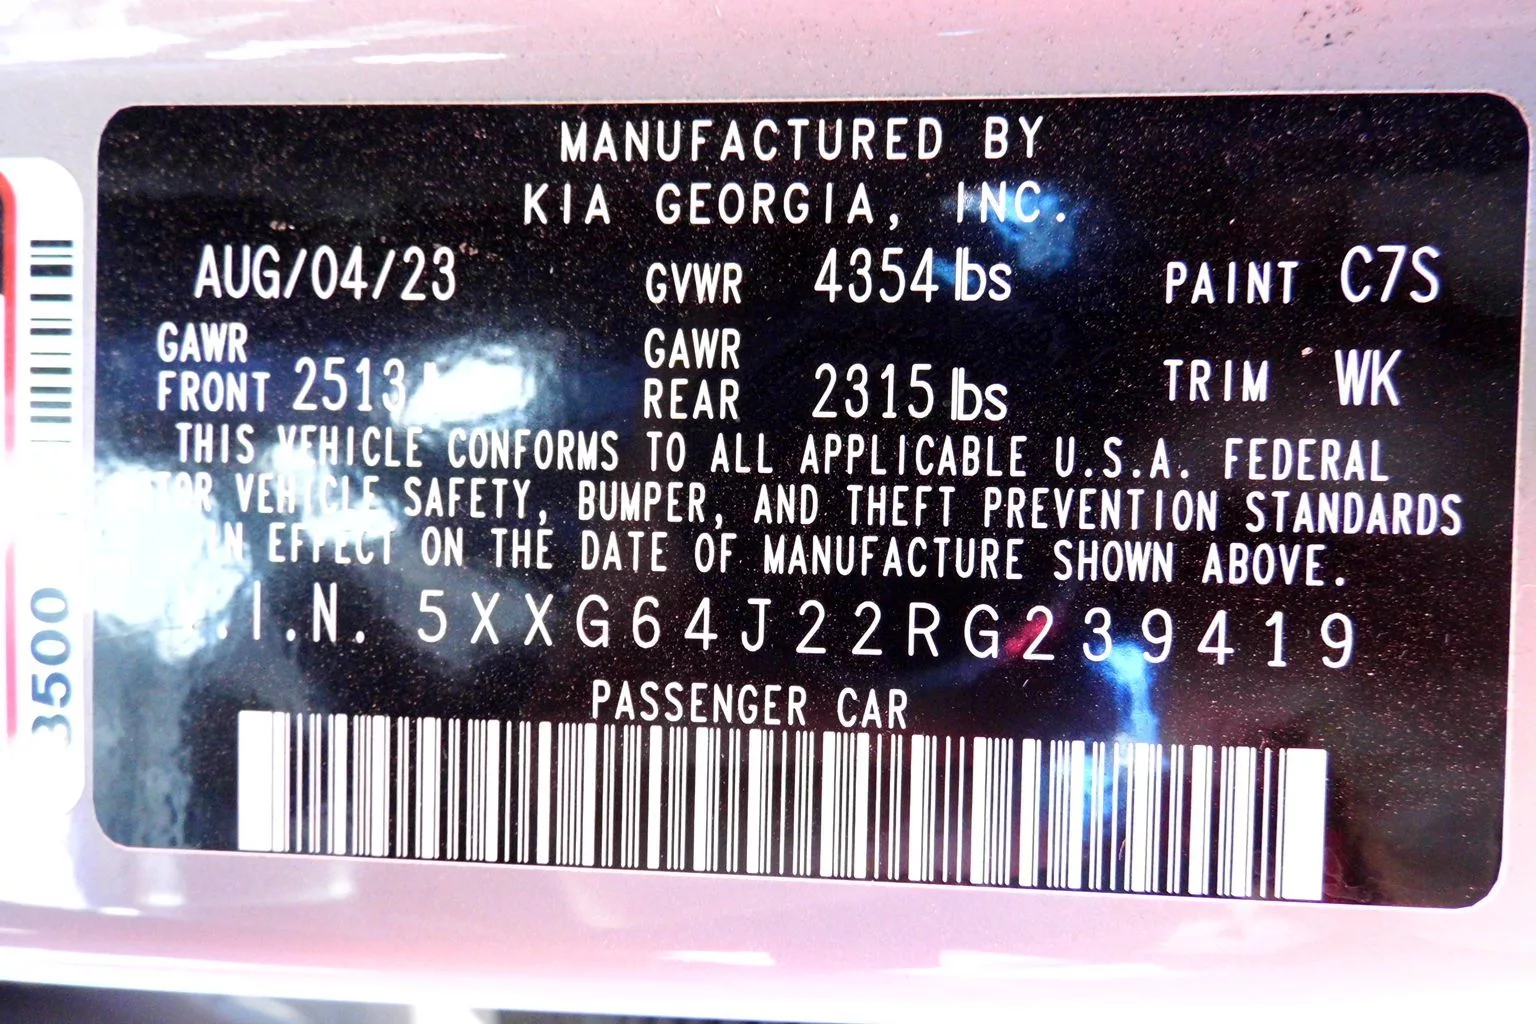 MANUFACTURED BY
KIA GEORGIA, INC.
AUG/04/23 GVWR 4354 lbs PAINT C7S
GAWR FRONT 2513 GAWR REAR 2315 lbs TRIM WK
THIS VEHICLE CONFORMS TO ALL APPLICABLE U.S.A. FEDERAL
VEHICLE SAFETY, BUMPER, AND THEFT PREVENTION STANDARDS
IN EFFECT ON THE DATE OF MANUFACTURE SHOWN ABOVE.
.I.N. 5XXG64J22RG239419
PASSENGER CAR
3500